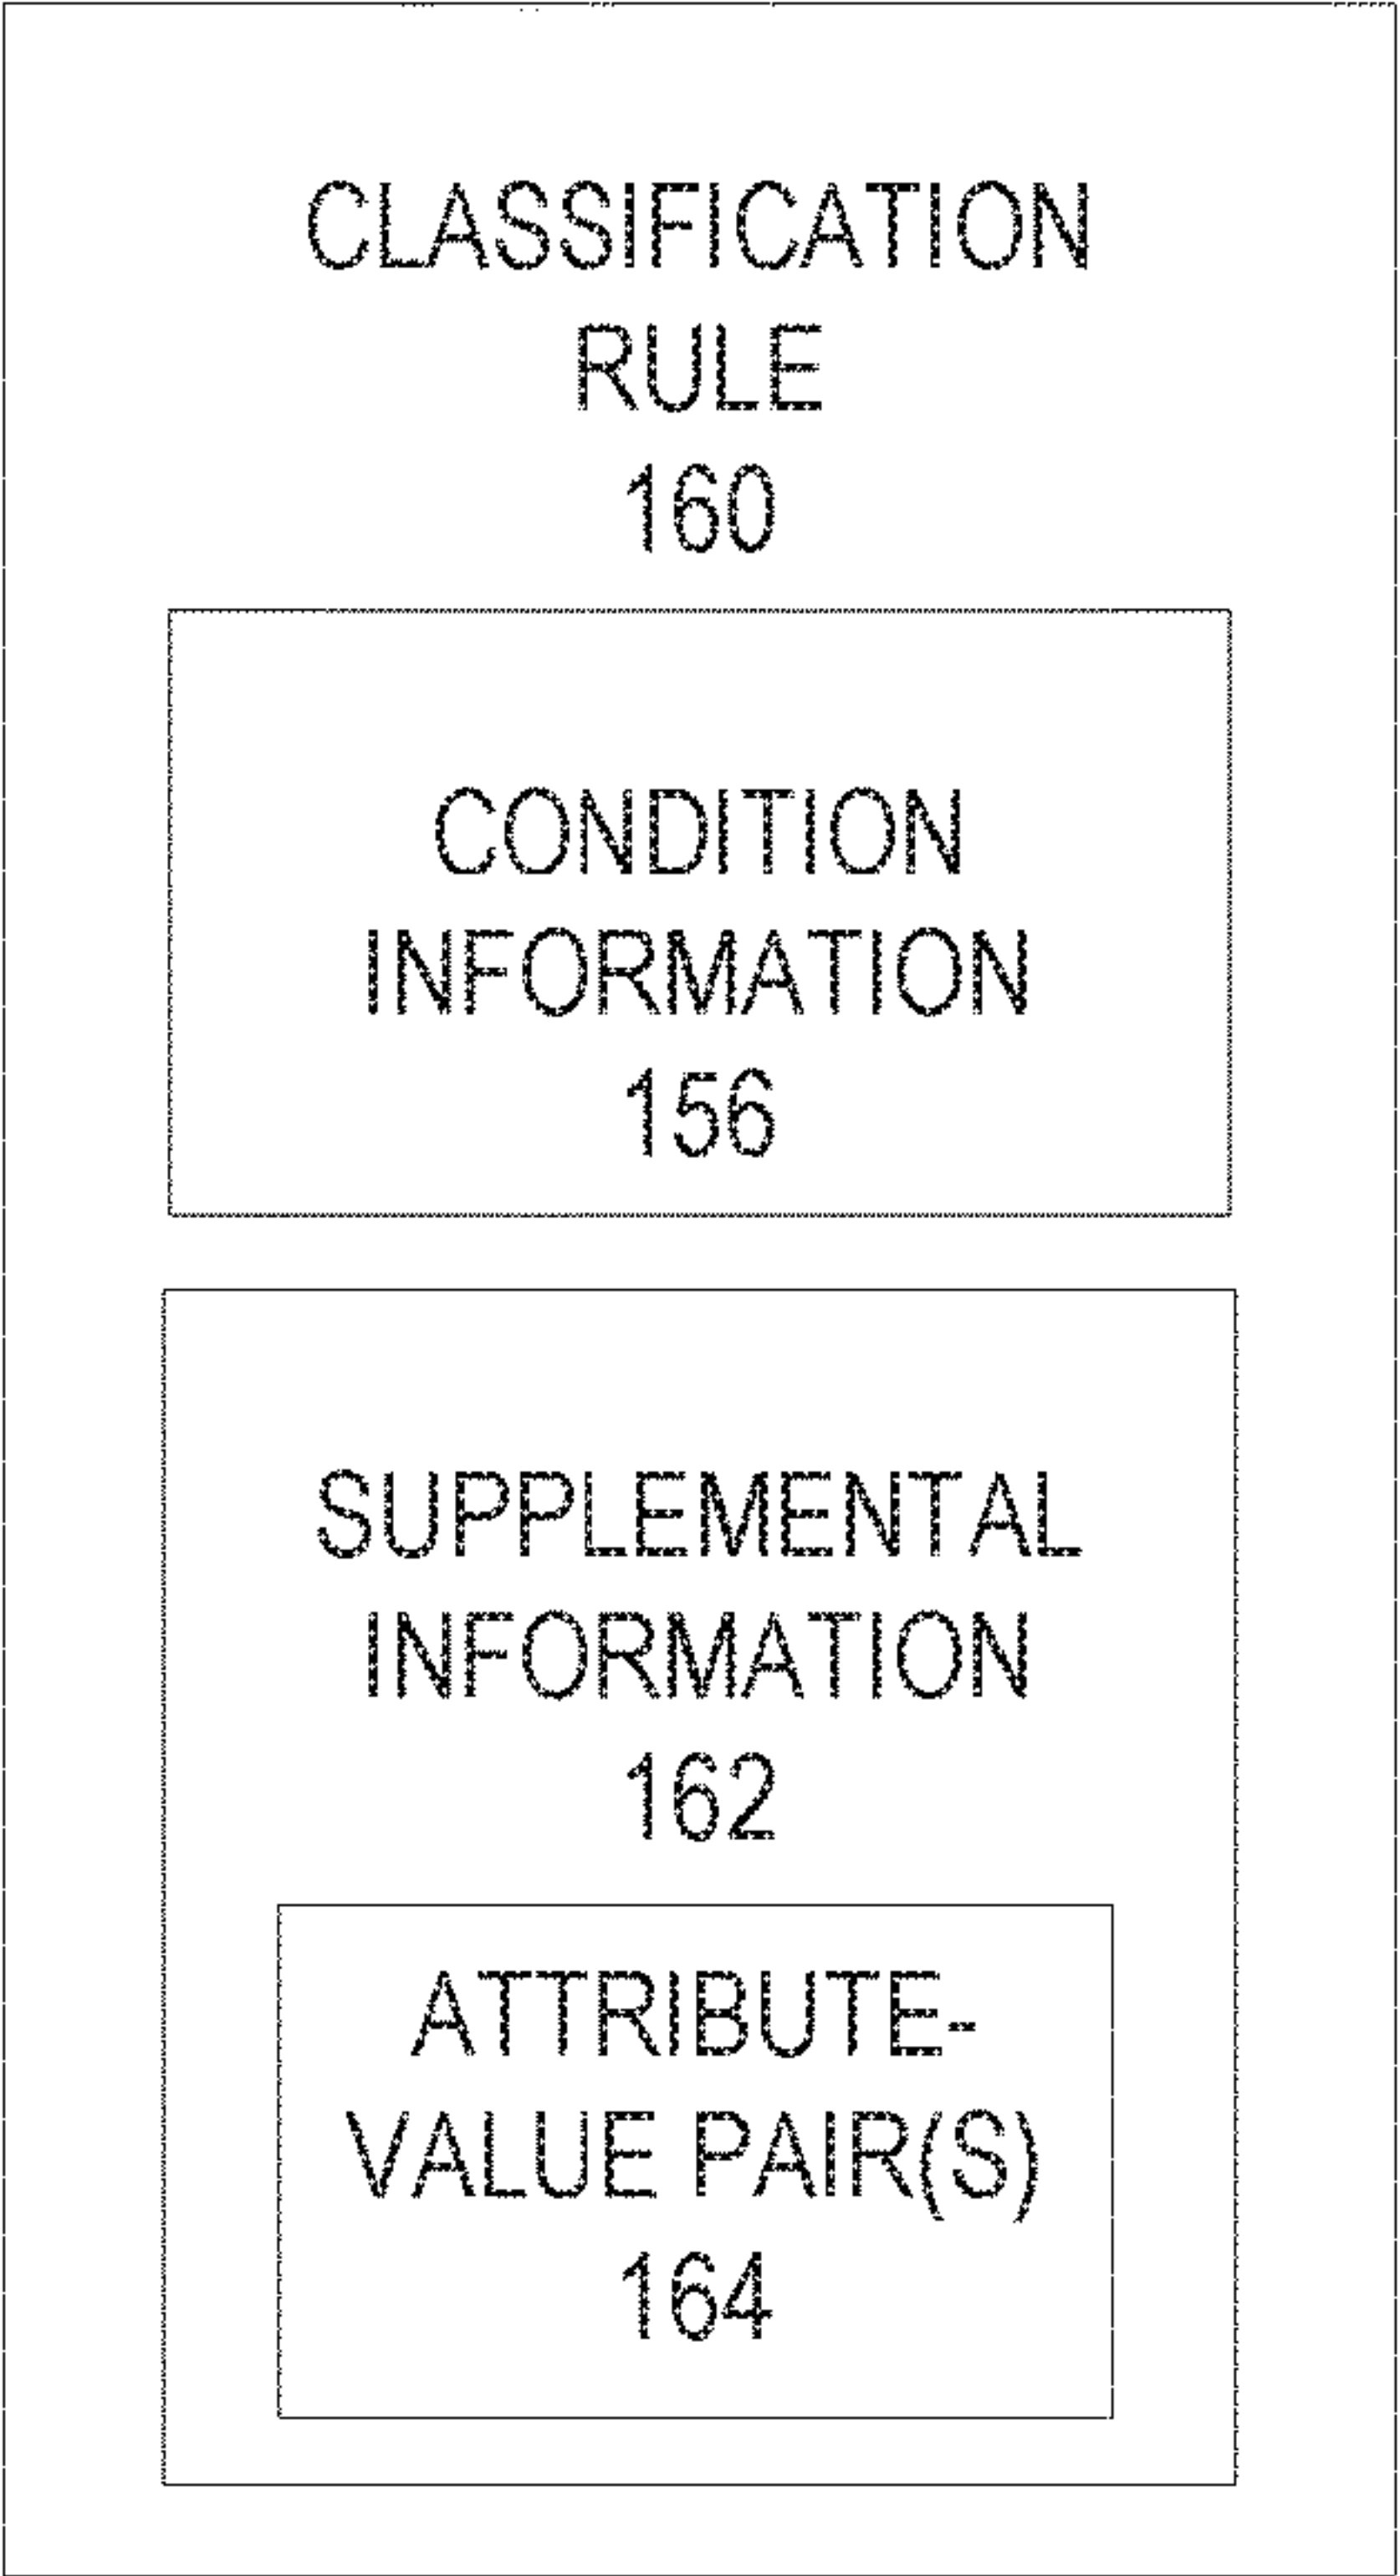 CLASSIFICATION
RULE
160
CONDITION
INFORMATION
156
SUPPLEMENTAL
INFORMATION
162
ATTRIBUTE-
VALUE PAIR(S)
164